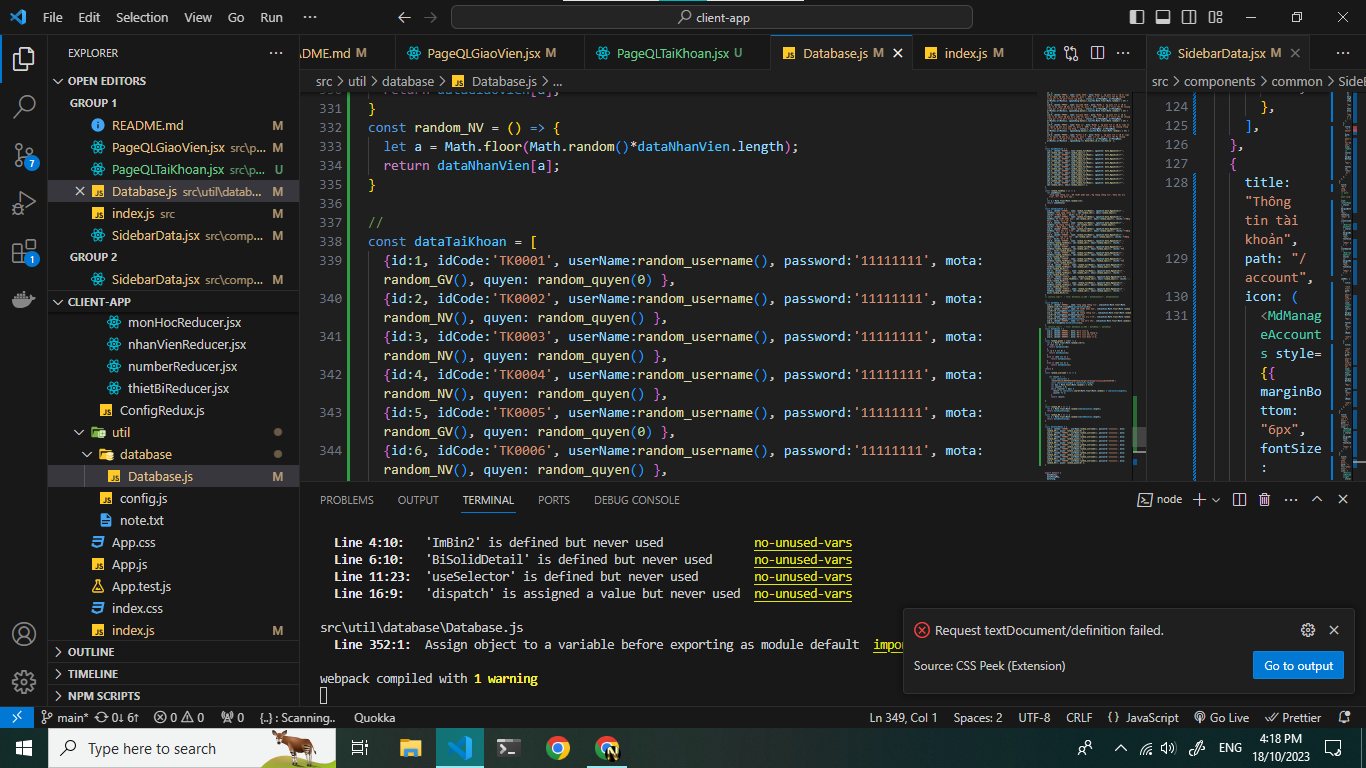 File Edit Selection View Go Run ···
client-app
EXPLORER
OPEN EDITORS
GROUP 1
README.md M
PageQLGiaoVien.jsx src\p... M
PageQLTaiKhoan.jsx src\p... U
Database.js src\util\datab... M
index.js src M
SidebarData.jsx src\comp... M
GROUP 2
SidebarData.jsx src\comp... M
CLIENT-APP
monHocReducer.jsx
nhanVienReducer.jsx
numberReducer.jsx
thietBiReducer.jsx
ConfigRedux.js
util
database
Database.js M
config.js
note.txt
App.css
App.js
App.test.js
index.css
index.js M
OUTLINE
TIMELINE
NPM SCRIPTS
DME.md M
PageQLGiaoVien.jsx M
PageQLTaiKhoan.jsx U
Database.js M
index.js M
src > util > database > Database.js > ...
331 }
332 const random_NV = () => {
333 let a = Math.floor(Math.random()*dataNhanVien.length);
334 return dataNhanVien[a];
335 }
336
337 //
338 const dataTaiKhoan = [
339 {id:1, idCode:'TK0001', userName:random_username(), password:'11111111', mota:
random_GV(), quyen: random_quyen(0) },
340 {id:2, idCode:'TK0002', userName:random_username(), password:'11111111', mota:
random_NV(), quyen: random_quyen() },
341 {id:3, idCode:'TK0003', userName:random_username(), password:'11111111', mota:
random_NV(), quyen: random_quyen() },
342 {id:4, idCode:'TK0004', userName:random_username(), password:'11111111', mota:
random_NV(), quyen: random_quyen() },
343 {id:5, idCode:'TK0005', userName:random_username(), password:'11111111', mota:
random_GV(), quyen: random_quyen(0) },
344 {id:6, idCode:'TK0006', userName:random_username(), password:'11111111', mota:
random_NV(), quyen: random_quyen() },
SidebarData.jsx M
src > components > common > SideB
124 },
125 ],
126 },
127 {
128 title:
"Thông
tin tài
khoản",
129 path: "/
account",
130 icon: (
131 <MdManag
eAccount
s style=
{{
marginBo
ttom:
"6px",
fontSize
:
PROBLEMS OUTPUT TERMINAL PORTS DEBUG CONSOLE
node
Line 4:10: 'ImBin2' is defined but never used no-unused-vars
Line 6:10: 'BiSolidDetail' is defined but never used no-unused-vars
Line 11:23: 'useSelector' is defined but never used no-unused-vars
Line 16:9: 'dispatch' is assigned a value but never used no-unused-vars
src\util\database\Database.js
Line 352:1: Assign object to a variable before exporting as module default impor
webpack compiled with 1 warning
Request textDocument/definition failed.
Source: CSS Peek (Extension)
Go to output
main* 0↓ 6↑ 0 0 0 {..} : Scanning.. Quokka
Ln 349, Col 1 Spaces: 2 UTF-8 CRLF {} JavaScript Go Live Prettier
Type here to search
ENG
4:18 PM
18/10/2023
7
1